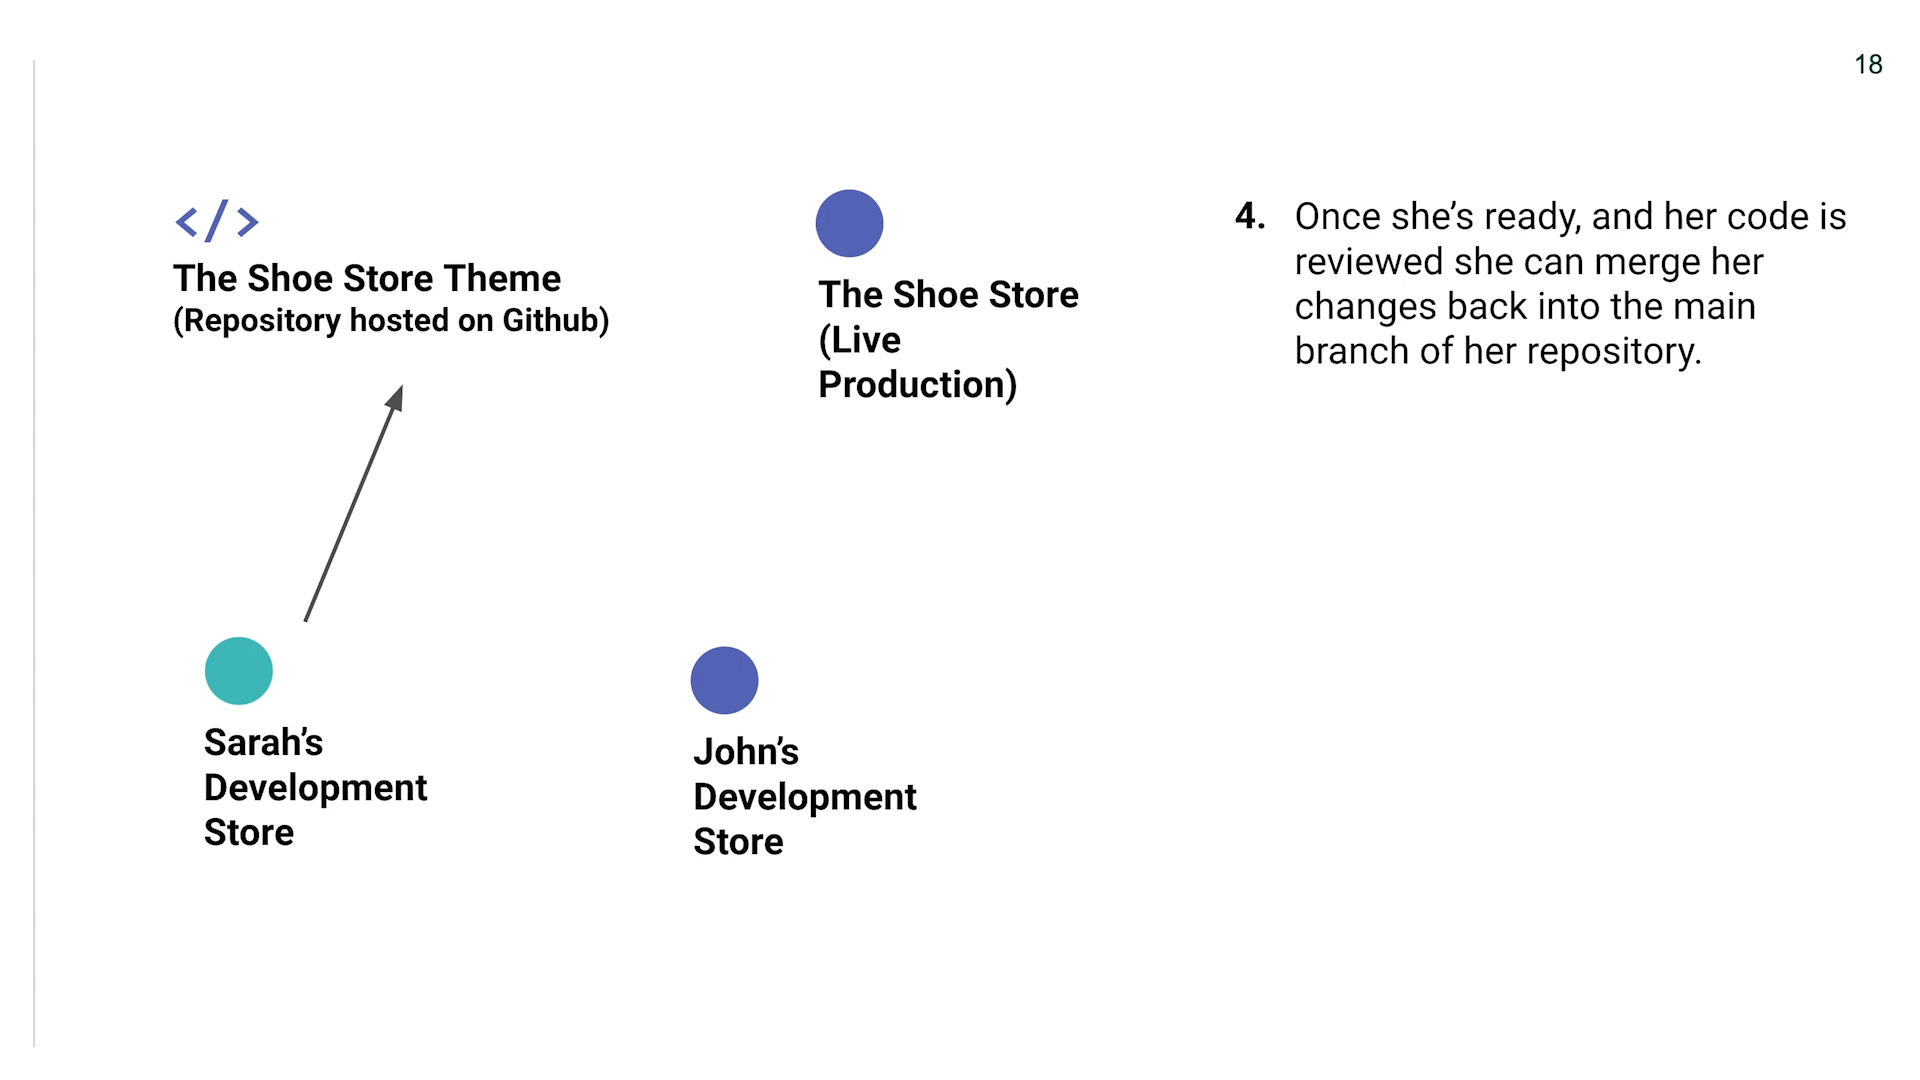 18
</>
The Shoe Store Theme
(Repository hosted on Github)
The Shoe Store
(Live
Production)
4. Once she’s ready, and her code is
reviewed she can merge her
changes back into the main
branch of her repository.
Sarah’s
Development
Store
John’s
Development
Store